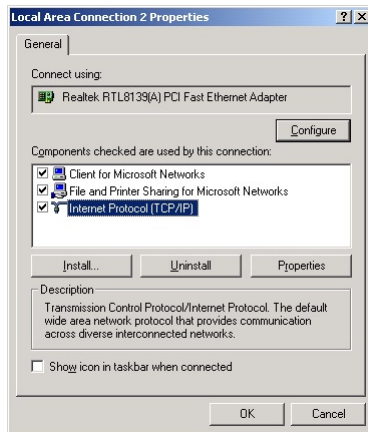 Local Area Connection 2 Properties
General
Connect using:
Realtek RTL8139(A) PCI Fast Ethernet Adapter
Configure
Components checked are used by this connection:
Client for Microsoft Networks
File and Printer Sharing for Microsoft Networks
Internet Protocol (TCP/IP)
Install... Uninstall Properties
Description
Transmission Control Protocol/Internet Protocol. The default
wide area network protocol that provides communication
across diverse interconnected networks.
Show icon in taskbar when connected
OK Cancel